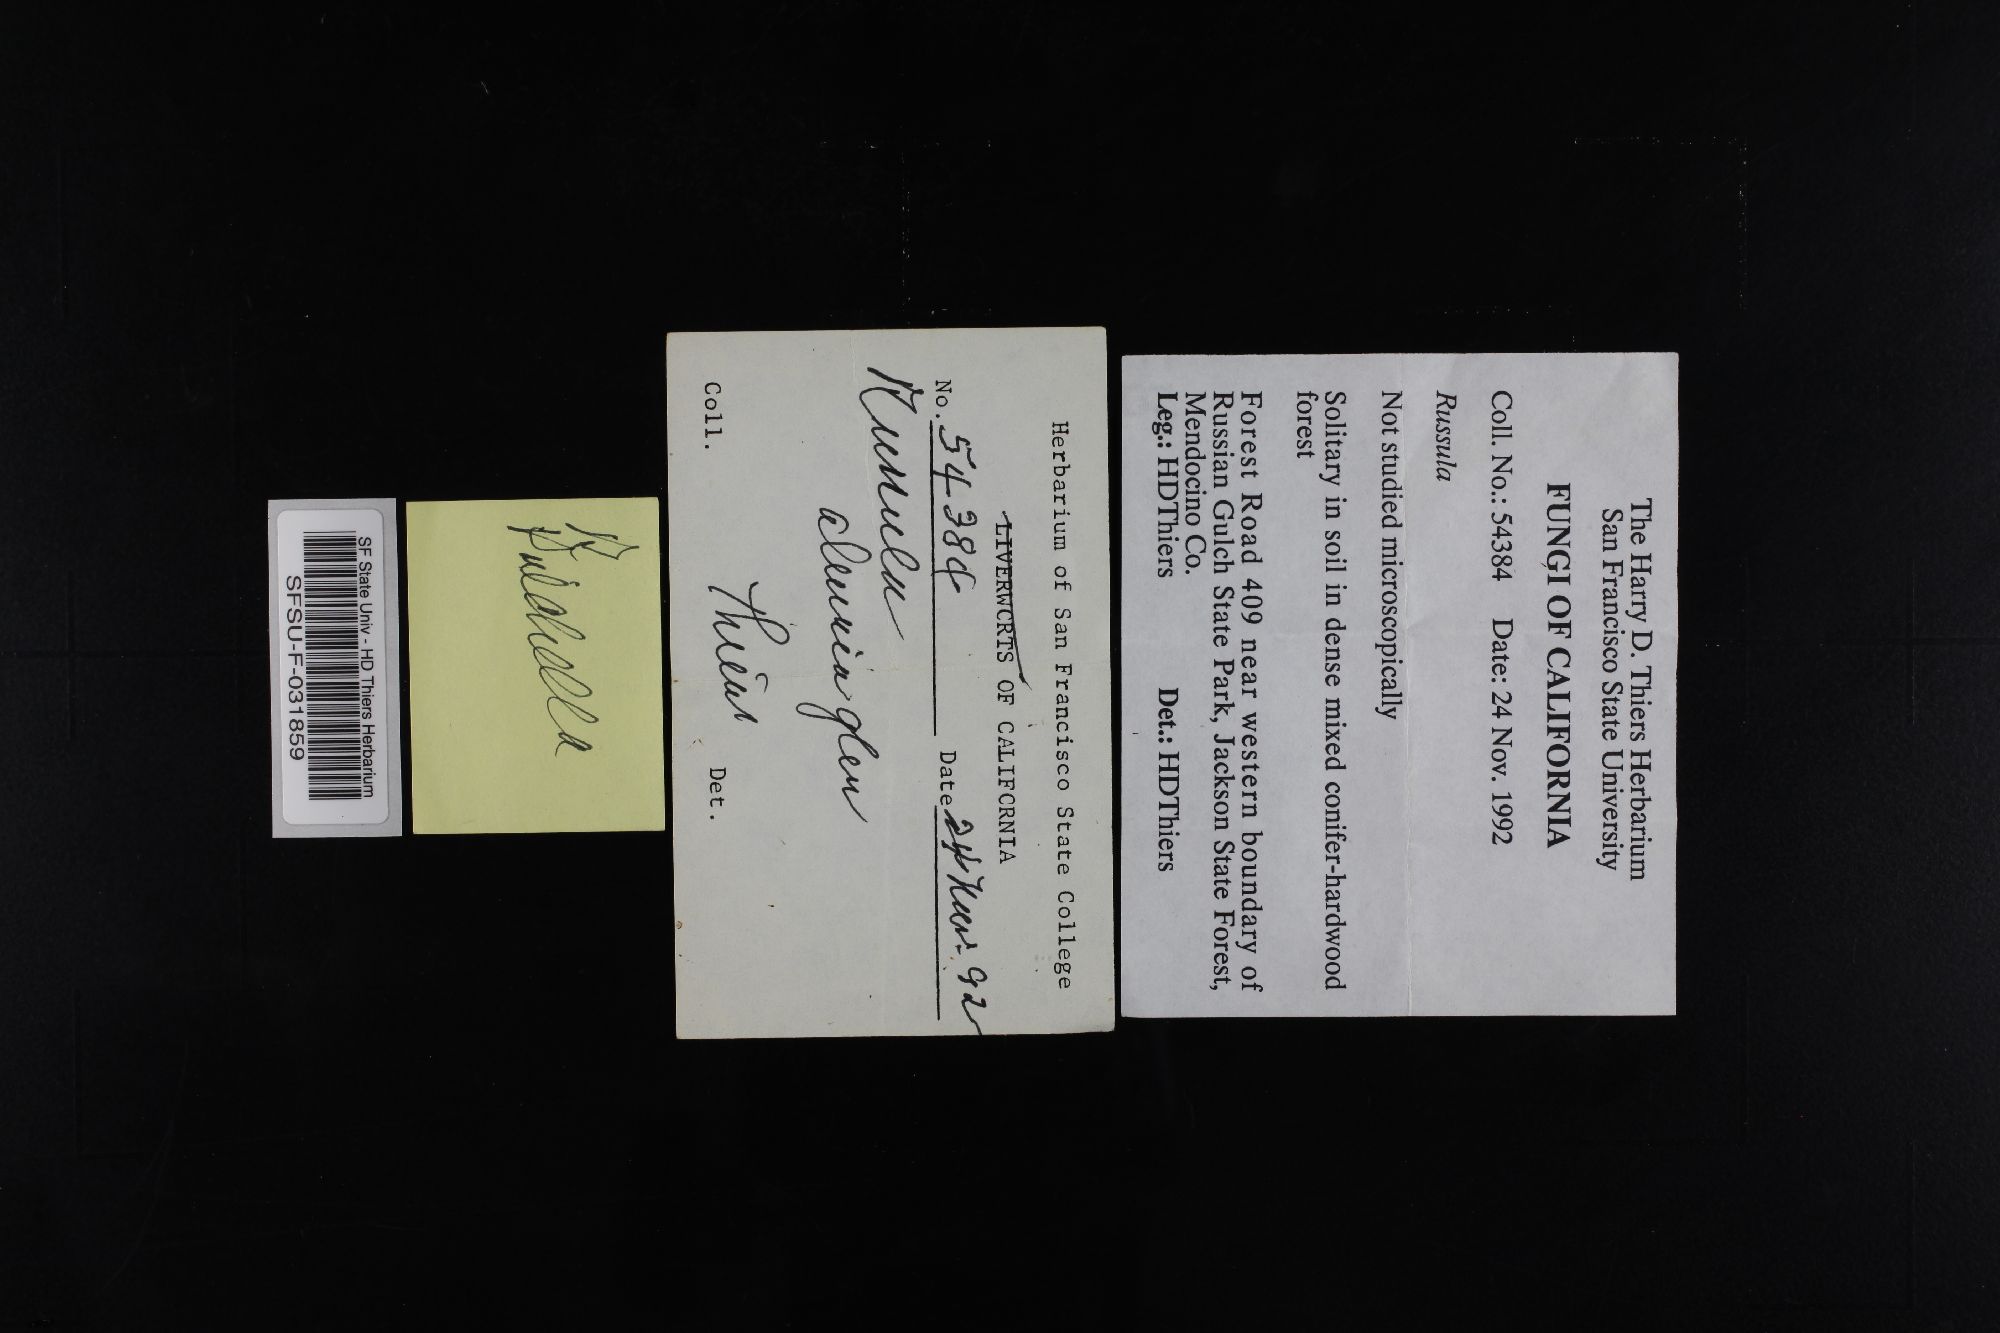 The Harry D. Thiers Herbarium
San Francisco State University
FUNGI OF CALIFORNIA
Coll. No.: 54384 Date: 24 Nov. 1992
Russula
Not studied microscopically
Solitary in soil in dense mixed conifer-hardwood
forest
Forest Road 409 near western boundary of
Russian Gulch State Park, Jackson State Forest,
Mendocino Co.
Leg.: HDThiers Det.: HDThiers
Herbarium of San Francisco State College
LIVERWORTS OF CALIFORNIA
No. 54384 Date 24 Nov. 92
Russula
Thiers
Coll. Det.
R
Pulchella
SF State Univ - HD Thiers Herbarium
SFSU-F-031859